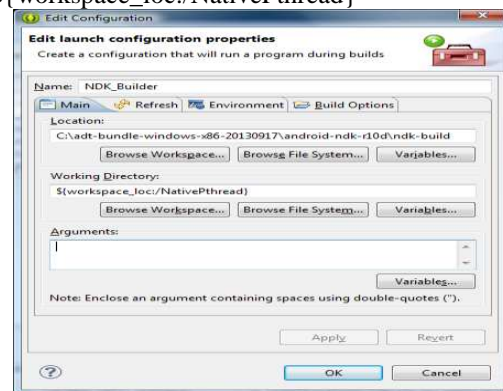 {workspace_loc:/NativePthread}
Edit Configuration
Edit launch configuration properties
Create a configuration that will run a program during builds
Name: NDK_Builder
Main Refresh Environment Build Options
Location:
C:\adt-bundle-windows-x86-20130917\android-ndk-r10d\ndk-build
Browse Workspace... Browse File System... Variables...
Working Directory:
${workspace_loc:/NativePthread}
Browse Workspace... Browse File System... Variables...
Arguments:
Variables...
Note: Enclose an argument containing spaces using double-quotes (").
Apply Revert
OK Cancel